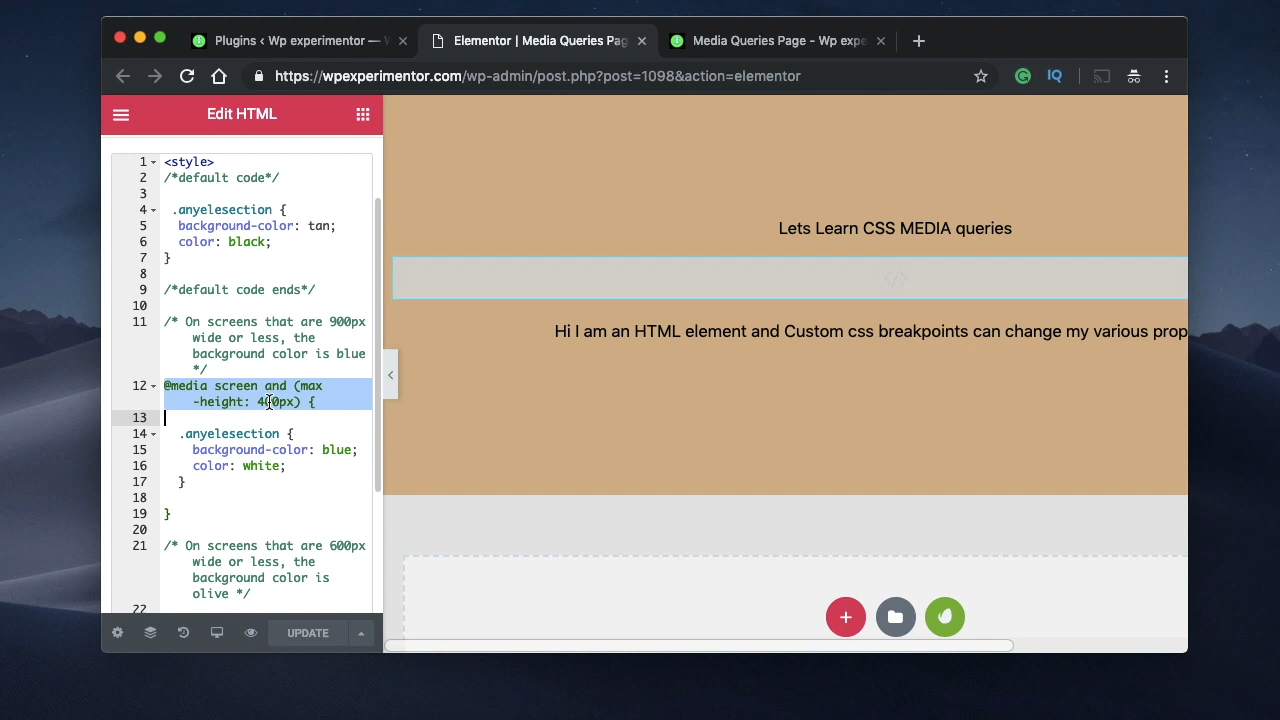 Plugins ‹ Wp experimentor —
Elementor | Media Queries Pag
Media Queries Page - Wp expe
https://wpexperimentor.com/wp-admin/post.php?post=1098&action=elementor
IQ
Edit HTML
1 <style>
2 /*default code*/
3
4 .anyelesection {
5 background-color: tan;
6 color: black;
7 }
8
9 /*default code ends*/
10
11 /* On screens that are 900px
wide or less, the
background color is blue
*/
12 @media screen and (max
-height: 400px) {
13
14 .anyelesection {
15 background-color: blue;
16 color: white;
17 }
18
19 }
20
21 /* On screens that are 600px
wide or less, the
background color is
olive */
22
UPDATE
Lets Learn CSS MEDIA queries
Hi I am an HTML element and Custom css breakpoints can change my various prop